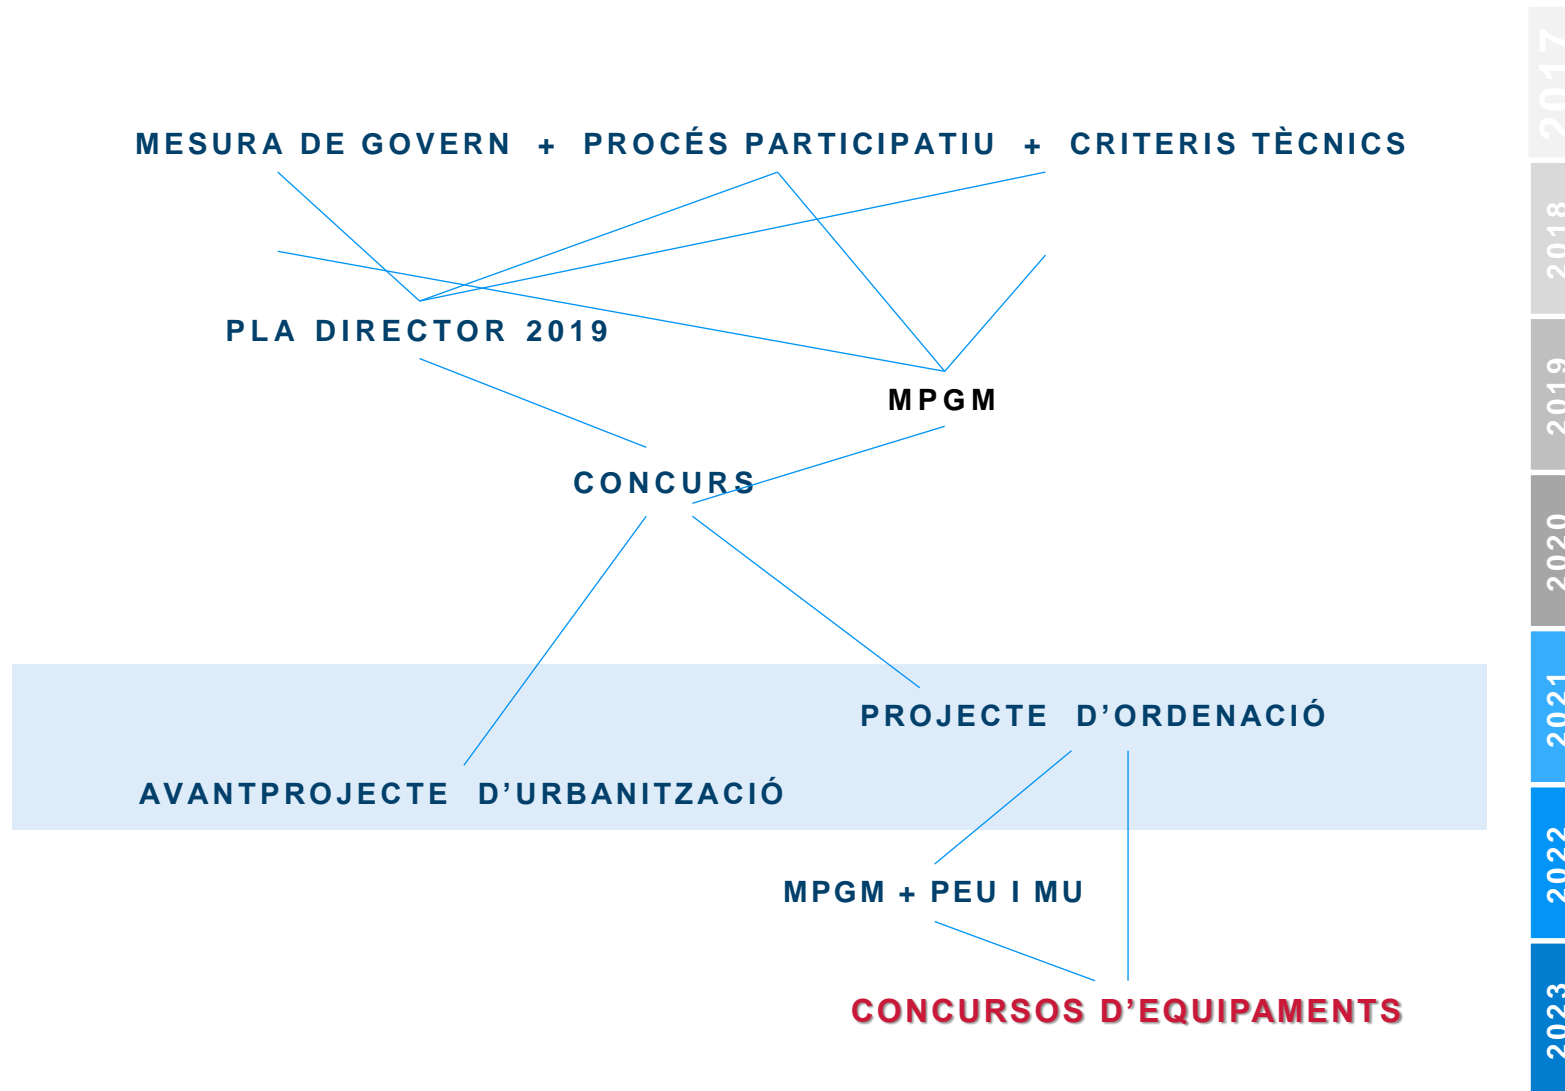 MESURA DE GOVERN + PROCÉS PARTICIPATIU + CRITERIS TÈCNICS
PLA DIRECTOR 2019
MPGM
CONCURS
PROJECTE D’ORDENACIÓ
AVANTPROJECTE D’URBANITZACIÓ
MPGM + PEU I MU
CONCURSOS D’EQUIPAMENTS
2017
2018
2019
2020
2021
2022
2023